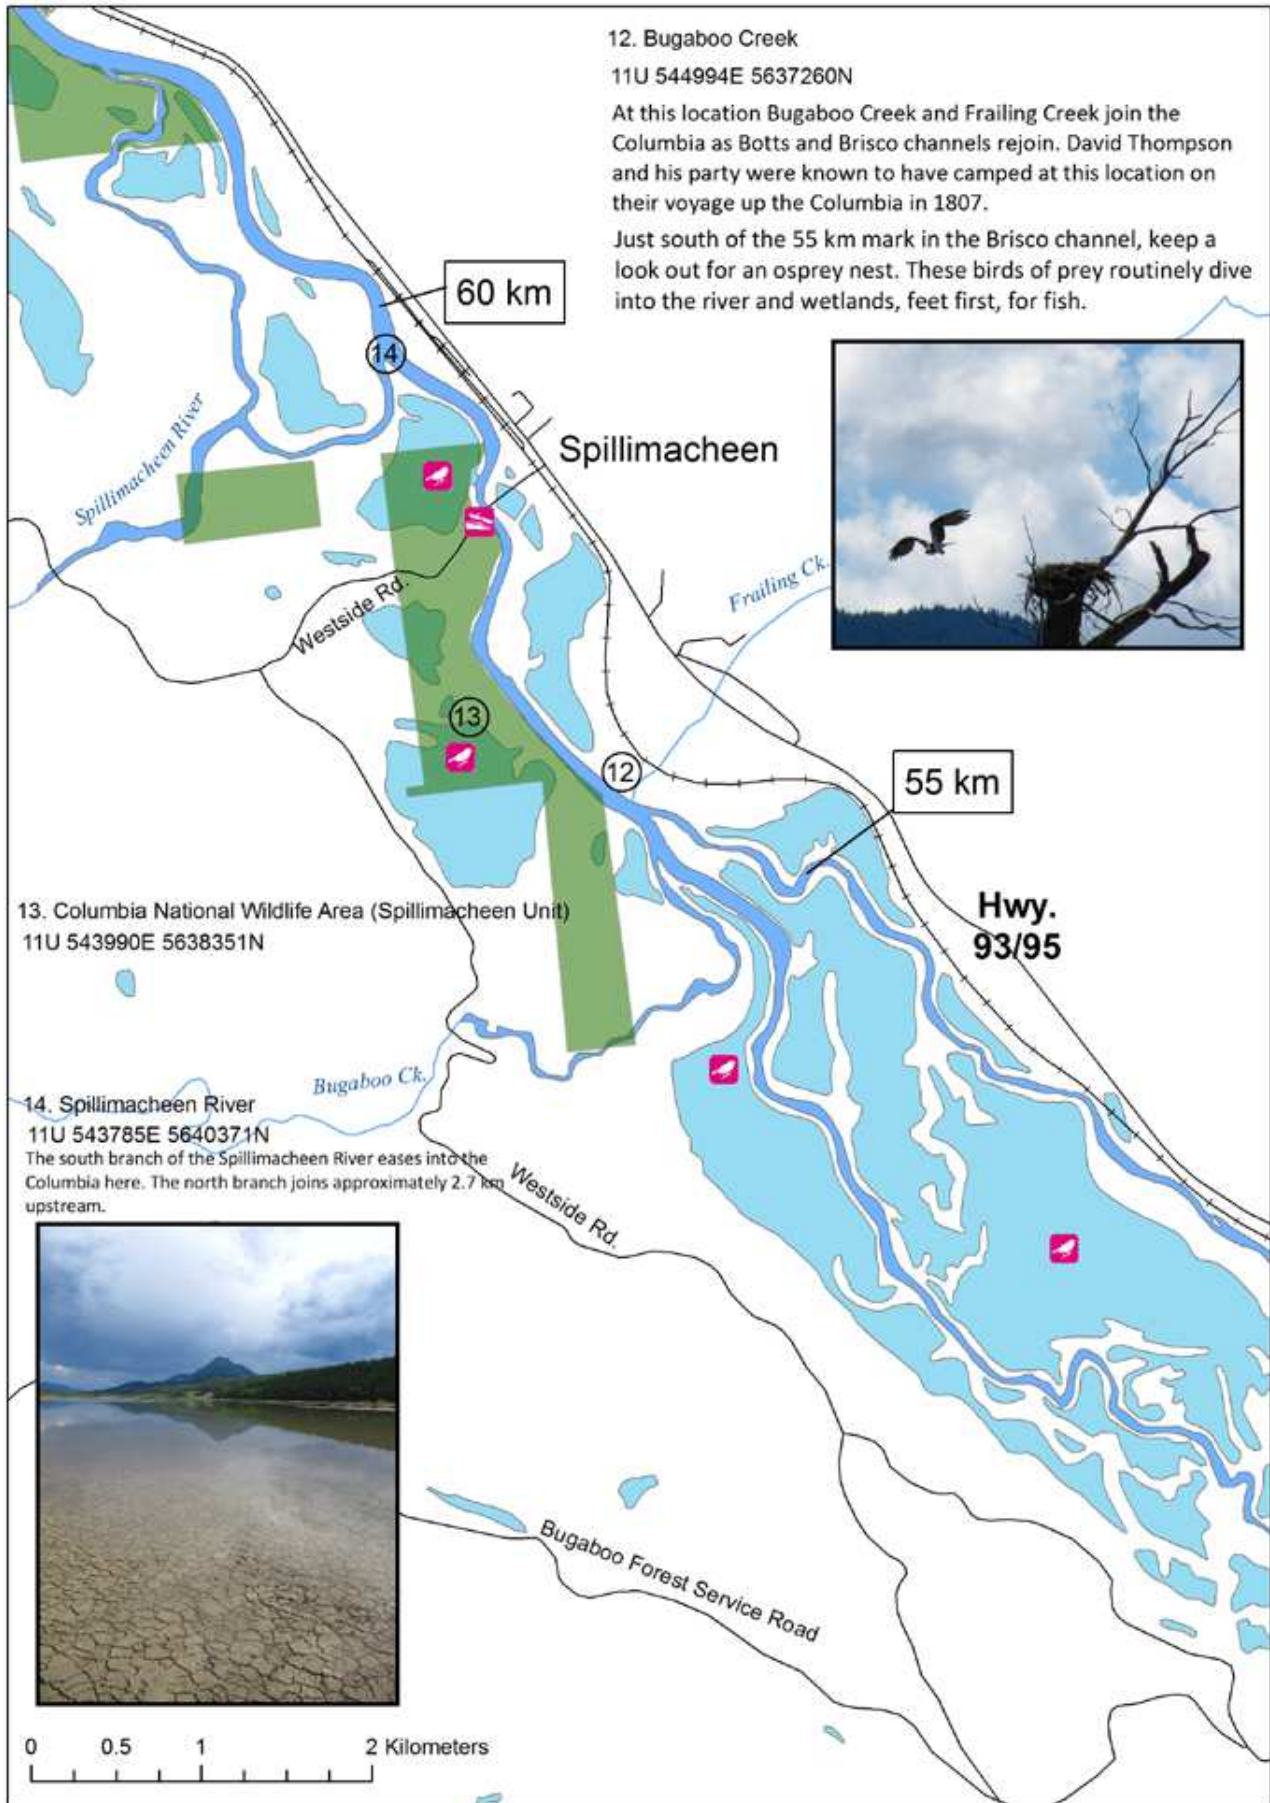 12. Bugaboo Creek
11U 544994E 5637260N
At this location Bugaboo Creek and Frailing Creek join the
Columbia as Botts and Brisco channels rejoin. David Thompson
and his party were known to have camped at this location on
their voyage up the Columbia in 1807.
Just south of the 55 km mark in the Brisco channel, keep a
look out for an osprey nest. These birds of prey routinely dive
into the river and wetlands, feet first, for fish.
60 km
14
Spillimacheen
Spillimacheen River
Westside Rd.
Frailing Ck.
13
12
55 km
Hwy.
93/95
13. Columbia National Wildlife Area (Spillimacheen Unit)
11U 543990E 5638351N
Bugaboo Ck.
14. Spillimacheen River
11U 543785E 5640371N
The south branch of the Spillimacheen River eases into the
Columbia here. The north branch joins approximately 2.7 km
upstream.
Westside Rd.
Bugaboo Forest Service Road
0 0.5 1 2 Kilometers